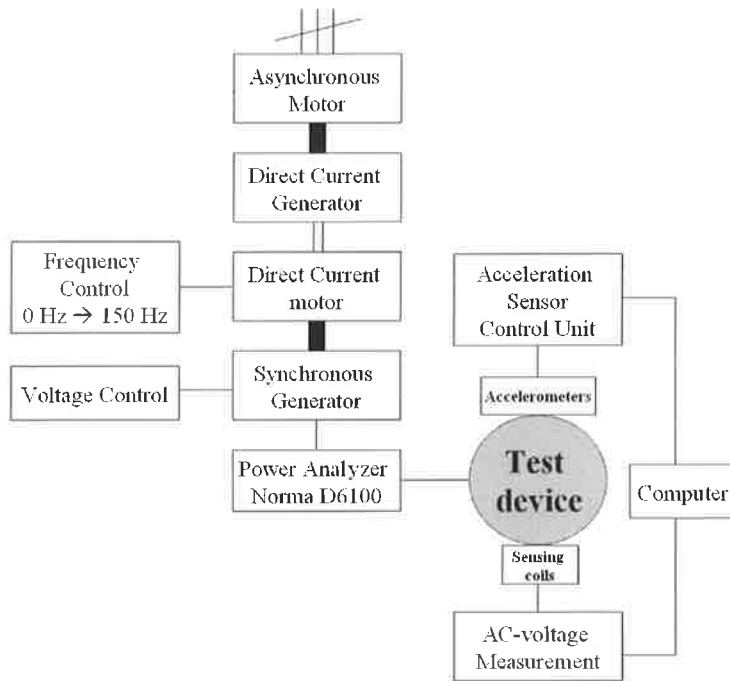 Asynchronous
Motor
Direct Current
Generator
Frequency
Control
0 Hz → 150 Hz
Direct Current
motor
Acceleration
Sensor
Control Unit
Voltage Control
Synchronous
Generator
Accelerometers
Power Analyzer
Norma D6100
Test
device
Computer
Sensing
coils
AC-voltage
Measurement